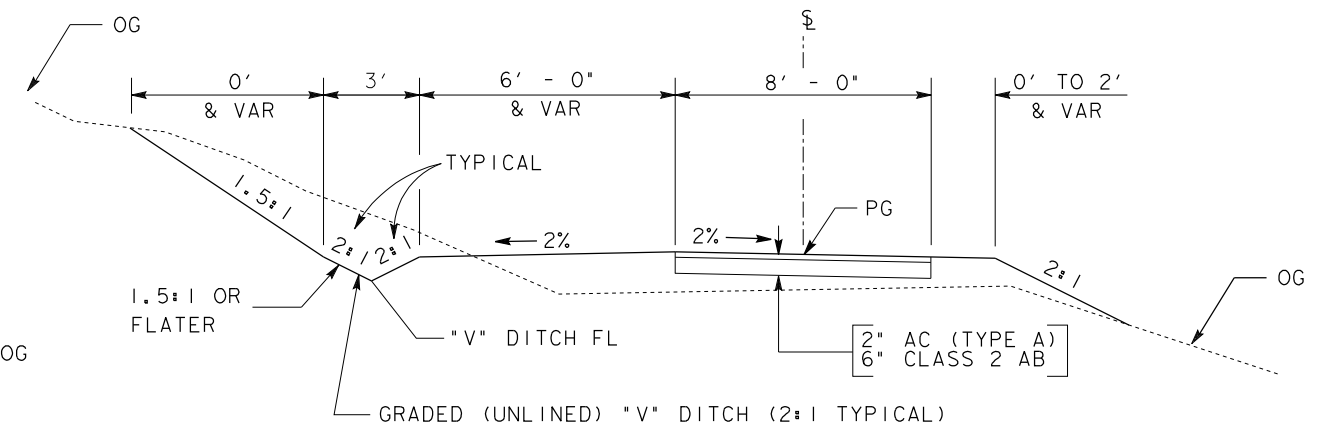 OG
℄
0' & VAR
3'
6' - 0" & VAR
8' - 0"
0' TO 2' & VAR
TYPICAL
1.5:1
2:1
2:1
2%
2%
PG
2:1
OG
1.5:1 OR
FLATER
"V" DITCH FL
2" AC (TYPE A)
6" CLASS 2 AB
OG
OG
GRADED (UNLINED) "V" DITCH (2:1 TYPICAL)